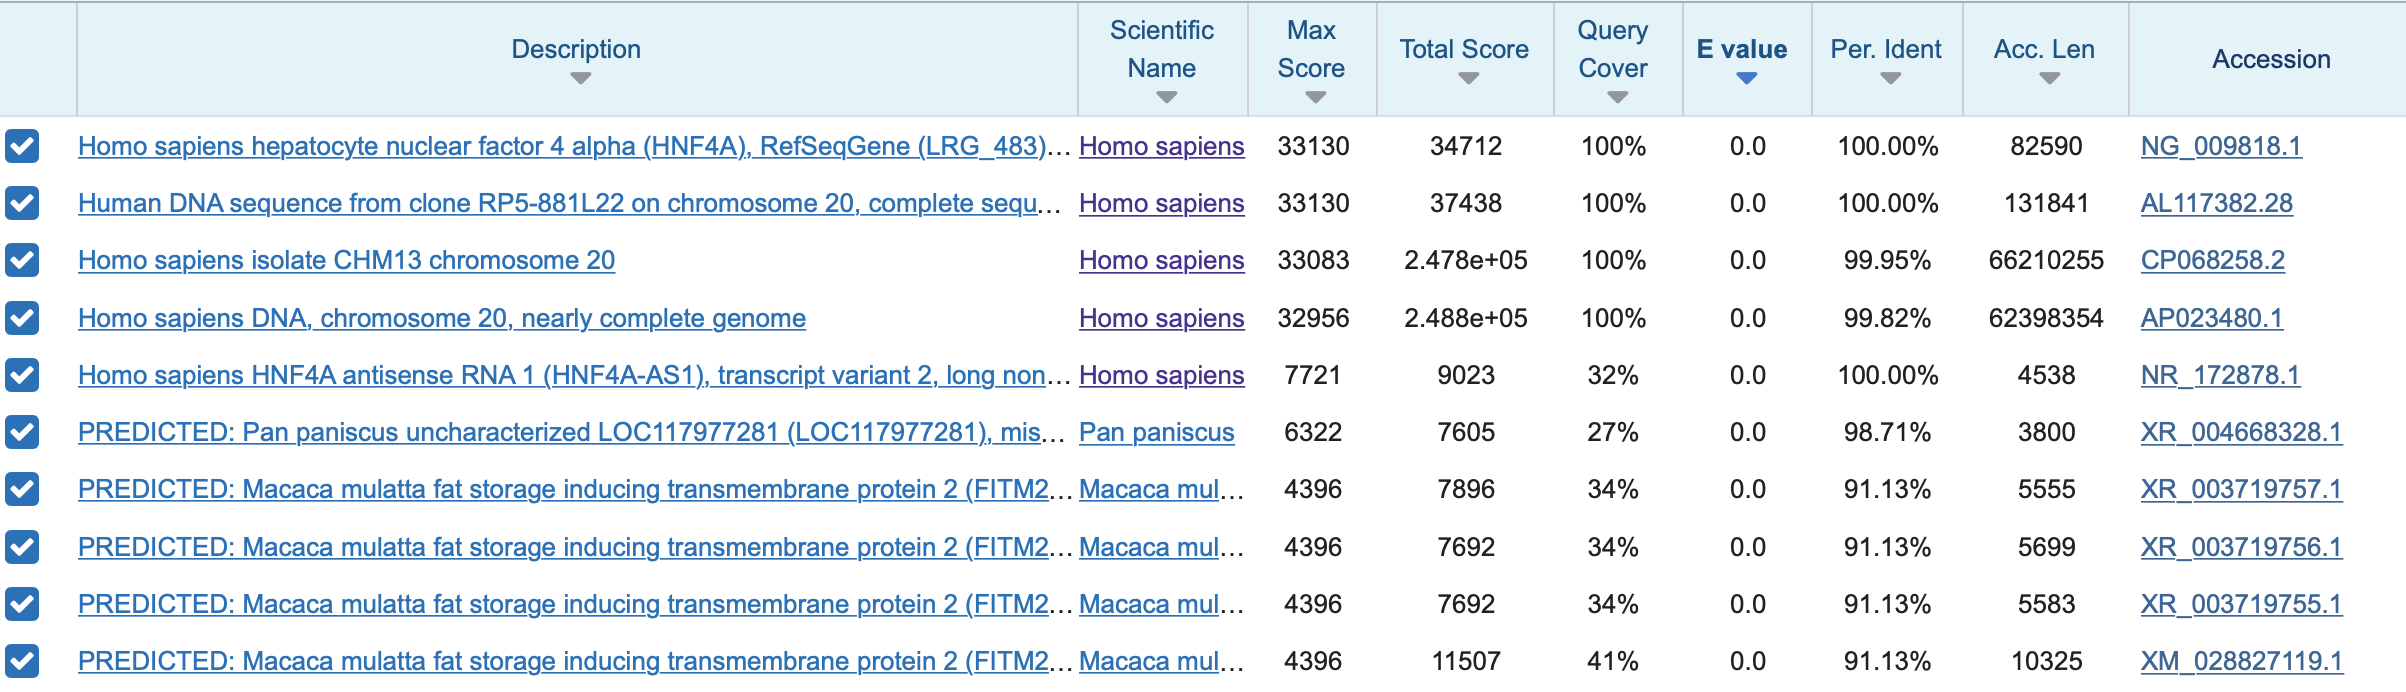 Description Scientific Name Max Score Total Score Query Cover E value Per. Ident Acc. Len Accession
Homo sapiens hepatocyte nuclear factor 4 alpha (HNF4A), RefSeqGene (LRG_483)... Homo sapiens 33130 34712 100% 0.0 100.00% 82590 NG_009818.1
Human DNA sequence from clone RP5-881L22 on chromosome 20, complete sequ... Homo sapiens 33130 37438 100% 0.0 100.00% 131841 AL117382.28
Homo sapiens isolate CHM13 chromosome 20 Homo sapiens 33083 2.478e+05 100% 0.0 99.95% 66210255 CP068258.2
Homo sapiens DNA, chromosome 20, nearly complete genome Homo sapiens 32956 2.488e+05 100% 0.0 99.82% 62398354 AP023480.1
Homo sapiens HNF4A antisense RNA 1 (HNF4A-AS1), transcript variant 2, long non... Homo sapiens 7721 9023 32% 0.0 100.00% 4538 NR_172878.1
PREDICTED: Pan paniscus uncharacterized LOC117977281 (LOC117977281), mis... Pan paniscus 6322 7605 27% 0.0 98.71% 3800 XR_004668328.1
PREDICTED: Macaca mulatta fat storage inducing transmembrane protein 2 (FITM2... Macaca mul... 4396 7896 34% 0.0 91.13% 5555 XR_003719757.1
PREDICTED: Macaca mulatta fat storage inducing transmembrane protein 2 (FITM2... Macaca mul... 4396 7692 34% 0.0 91.13% 5699 XR_003719756.1
PREDICTED: Macaca mulatta fat storage inducing transmembrane protein 2 (FITM2... Macaca mul... 4396 7692 34% 0.0 91.13% 5583 XR_003719755.1
PREDICTED: Macaca mulatta fat storage inducing transmembrane protein 2 (FITM2... Macaca mul... 4396 11507 41% 0.0 91.13% 10325 XM_028827119.1